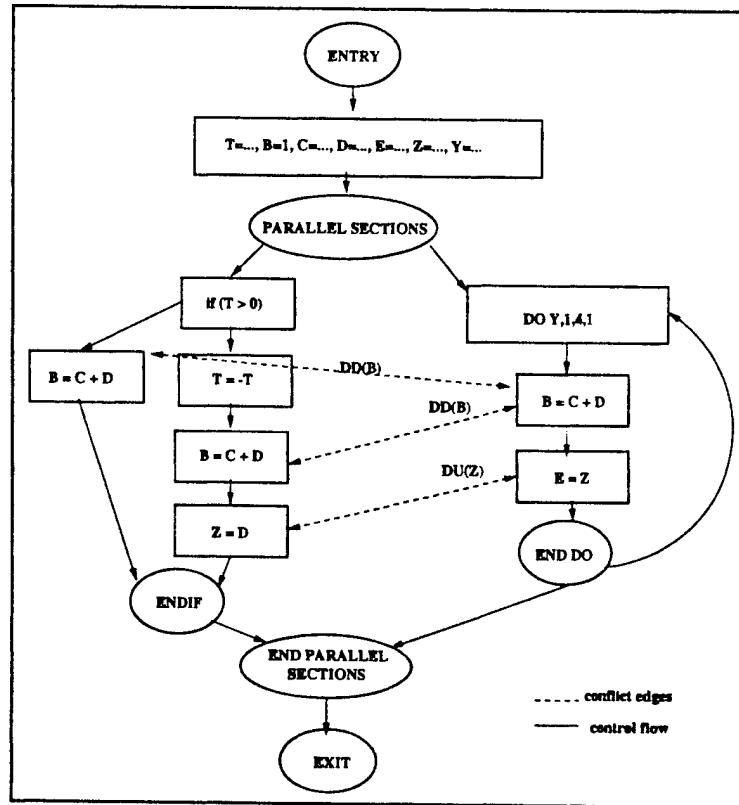 ENTRY
T=..., B=1, C=..., D=..., E=..., Z=..., Y=...
PARALLEL SECTIONS
if (T > 0)
DO Y,1,4,1
B = C + D
T = -T
DD(B)
B = C + D
DD(B)
B = C + D
DU(Z)
E = Z
Z = D
END DO
ENDIF
END PARALLEL
SECTIONS
conflict edges
control flow
EXIT